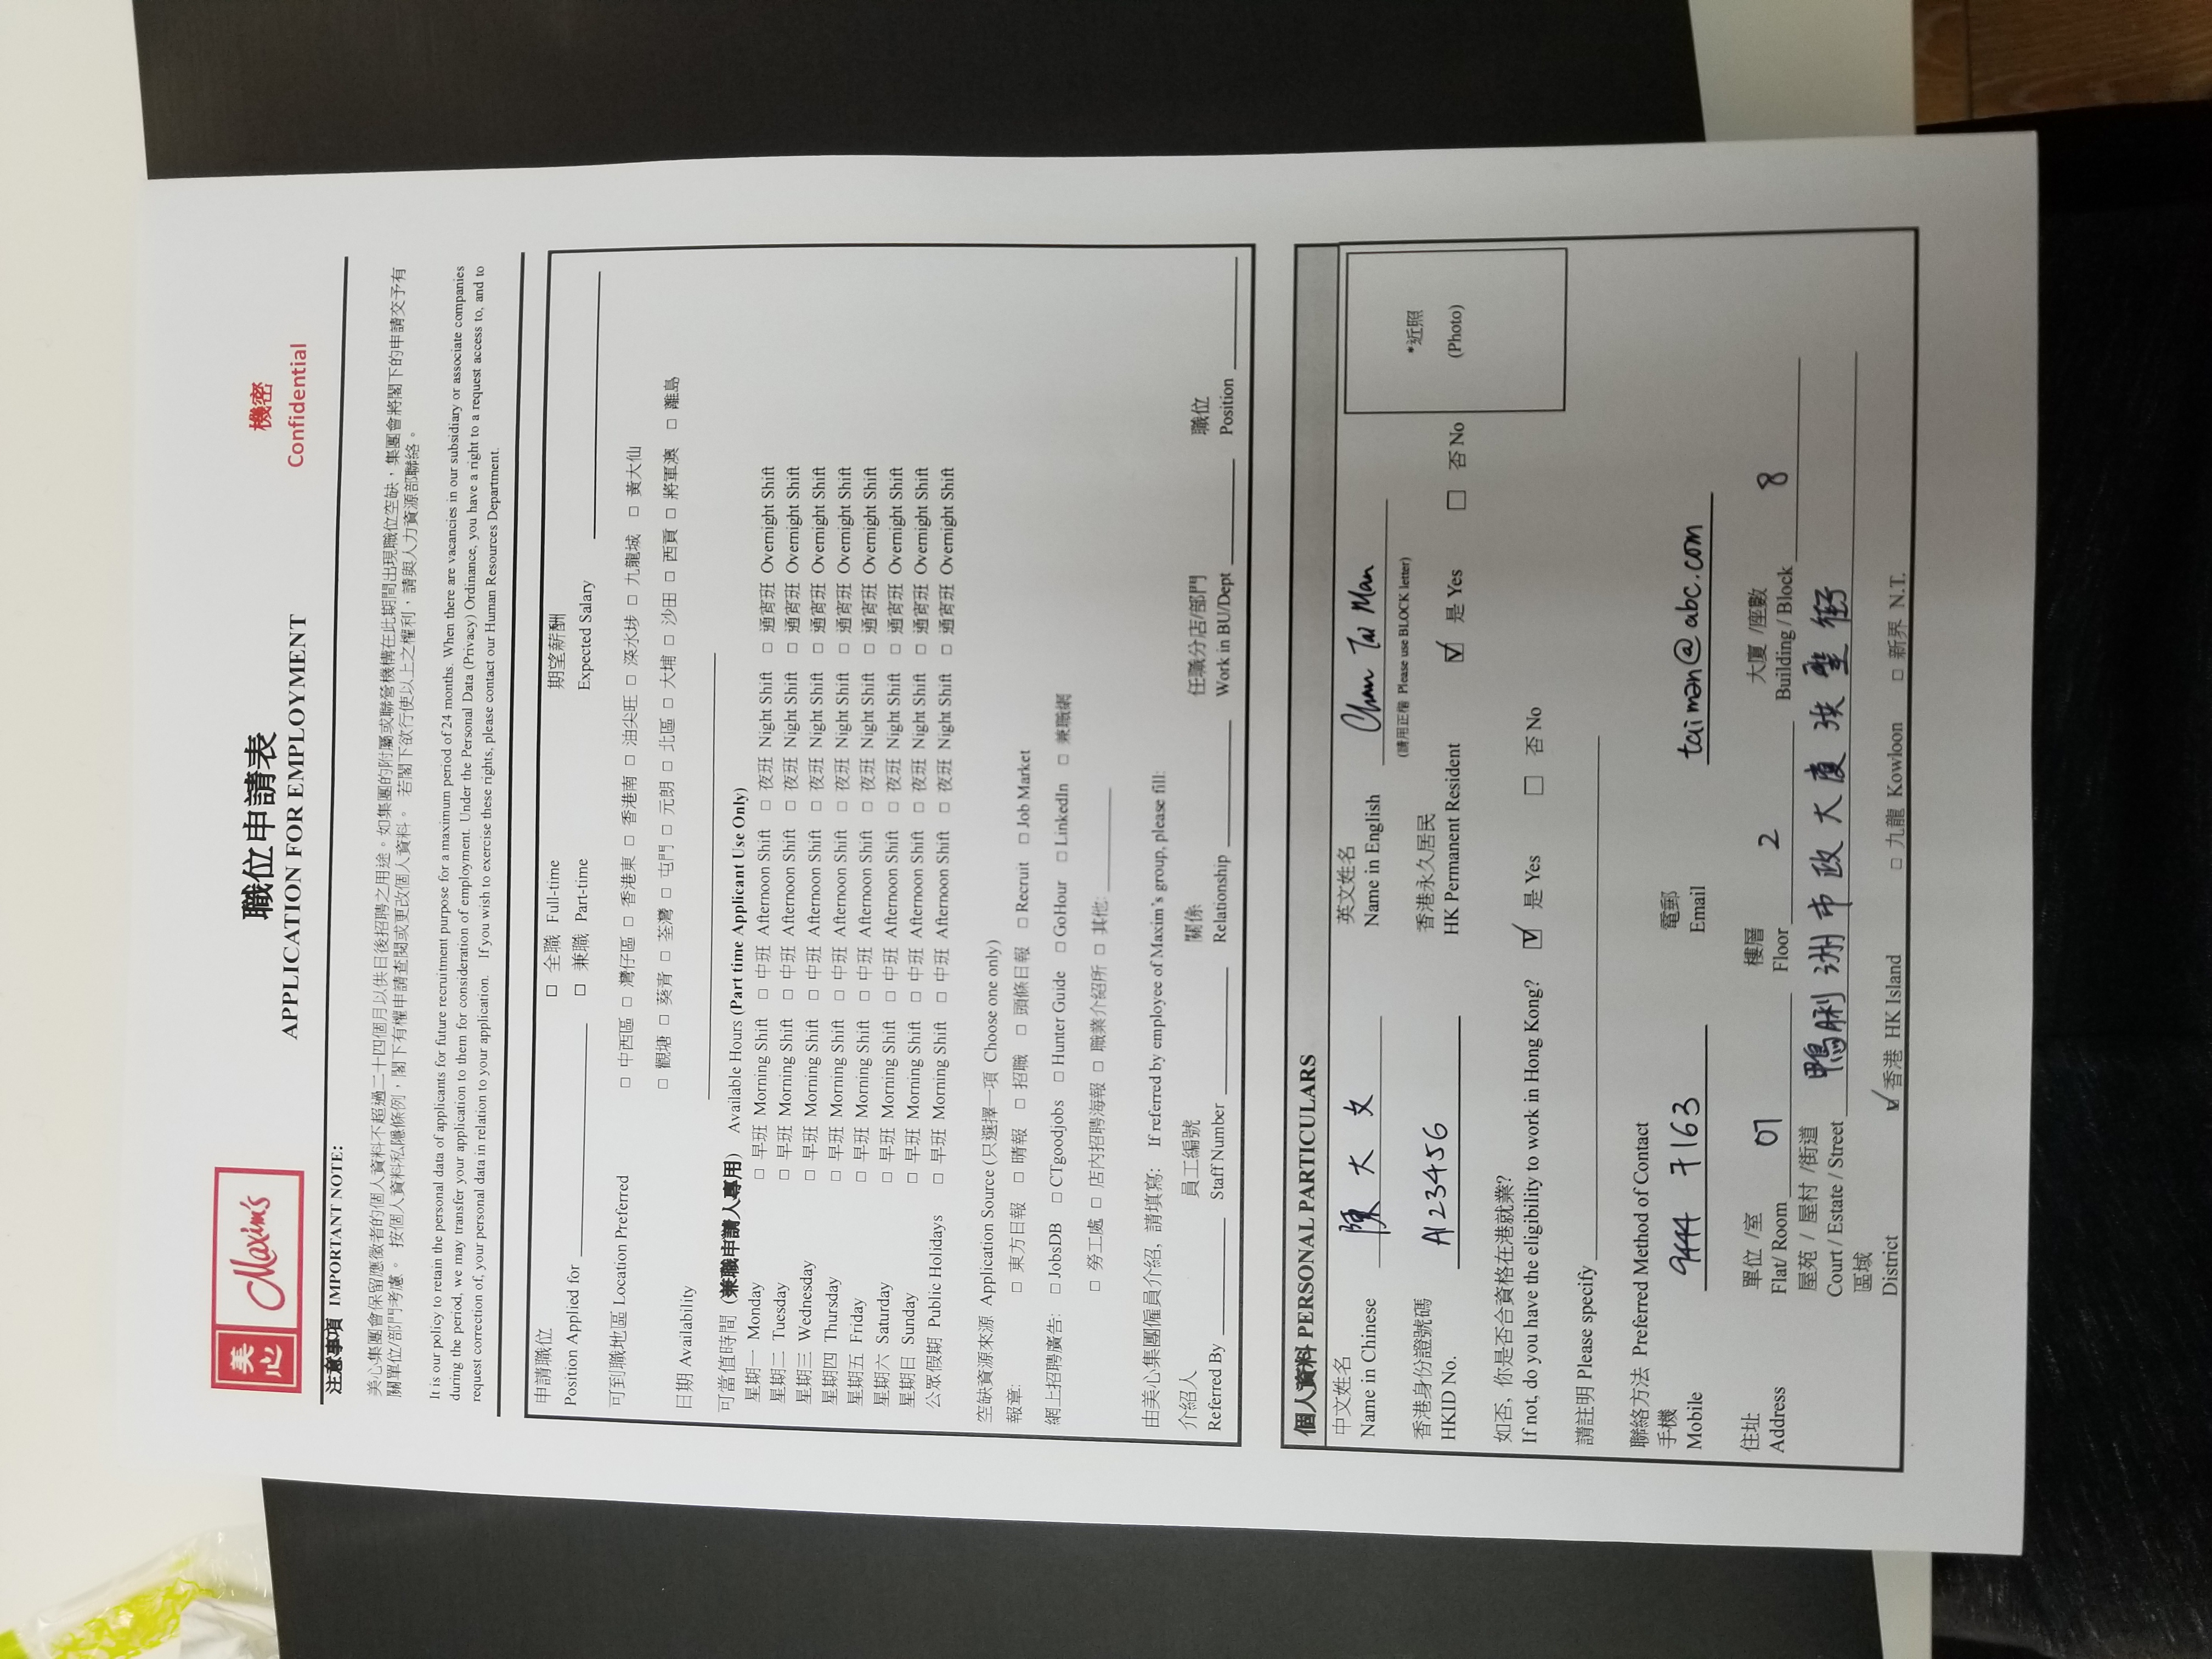 美心 Maxim's
職位申請表
APPLICATION FOR EMPLOYMENT
機密
Confidential
注意事項 IMPORTANT NOTE:
美心集團會保留應徵者的個人資料不超過二十四個月以供日後招聘之用途。如集團的附屬或聯營機構在此期間出現職位空缺，集團會將閣下的申請交予有
關單位/部門考慮。 按個人資料私隱條例，閣下有權申請查閱或更改個人資料。 若閣下欲行使以上之權利，請與人力資源部聯絡。
It is our policy to retain the personal data of applicants for future recruitment purpose for a maximum period of 24 months. When there are vacancies in our subsidiary or associate companies
during the period, we may transfer your application to them for consideration of employment. Under the Personal Data (Privacy) Ordinance, you have a right to a request access to, and to
request correction of, your personal data in relation to your application. If you wish to exercise these rights, please contact our Human Resources Department.
申請職位 □ 全職 Full-time 期望薪酬
Position Applied for □ 兼職 Part-time Expected Salary
可到職地區 Location Preferred □ 中西區 □ 灣仔區 □ 香港東 □ 香港南 □ 油尖旺 □ 深水埗 □ 九龍城 □ 黃大仙
□ 觀塘 □ 葵青 □ 荃灣 □ 屯門 □ 元朗 □ 北區 □ 大埔 □ 沙田 □ 西貢 □ 將軍澳 □ 離島
日期 Availability
可當值時間 (兼職申請人專用) Available Hours (Part time Applicant Use Only)
星期一 Monday □ 早班 Morning Shift □ 中班 Afternoon Shift □ 夜班 Night Shift □ 通宵班 Overnight Shift
星期二 Tuesday □ 早班 Morning Shift □ 中班 Afternoon Shift □ 夜班 Night Shift □ 通宵班 Overnight Shift
星期三 Wednesday □ 早班 Morning Shift □ 中班 Afternoon Shift □ 夜班 Night Shift □ 通宵班 Overnight Shift
星期四 Thursday □ 早班 Morning Shift □ 中班 Afternoon Shift □ 夜班 Night Shift □ 通宵班 Overnight Shift
星期五 Friday □ 早班 Morning Shift □ 中班 Afternoon Shift □ 夜班 Night Shift □ 通宵班 Overnight Shift
星期六 Saturday □ 早班 Morning Shift □ 中班 Afternoon Shift □ 夜班 Night Shift □ 通宵班 Overnight Shift
星期日 Sunday □ 早班 Morning Shift □ 中班 Afternoon Shift □ 夜班 Night Shift □ 通宵班 Overnight Shift
公眾假期 Public Holidays □ 早班 Morning Shift □ 中班 Afternoon Shift □ 夜班 Night Shift □ 通宵班 Overnight Shift
空缺資源來源 Application Source (只選擇一項 Choose one only)
報章: □ 東方日報 □ 晴報 □ 招職 □ 頭條日報 □ Recruit □ Job Market
網上招聘廣告: □ JobsDB □ CTgoodjobs □ Hunter Guide □ GoHour □ LinkedIn □ 兼職網
□ 勞工處 □ 店內招聘海報 □ 職業介紹所 □ 其他:
由美心集團僱員介紹, 請填寫: If referred by employee of Maxim's group, please fill:
介紹人 員工編號 關係 任職分店/部門 職位
Referred By Staff Number Relationship Work in BU/Dept Position
個人資料 PERSONAL PARTICULARS
中文姓名 英文姓名
Name in Chinese 陳大文 Name in English Chan Tai Man
(請用正楷 Please use BLOCK letter)
*近照
(Photo)
香港身份證號碼 香港永久居民
HKID No. A123456 HK Permanent Resident ☑ 是 Yes □ 否 No
如否, 你是否合資格在港就業?
If not, do you have the eligibility to work in Hong Kong? ☑ 是 Yes □ 否 No
請註明 Please specify
聯絡方法 Preferred Method of Contact
手機 電郵
Mobile 9444 7163 Email taiman@abc.com
住址 單位 /室 樓層 大廈 /座數
Address Flat/ Room 07 Floor 2 Building / Block 8
屋苑 / 屋村 /街道
Court / Estate / Street 鴨脷洲市政大廈洪聖街
區域
District ☑ 香港 HK Island □ 九龍 Kowloon □ 新界 N.T.